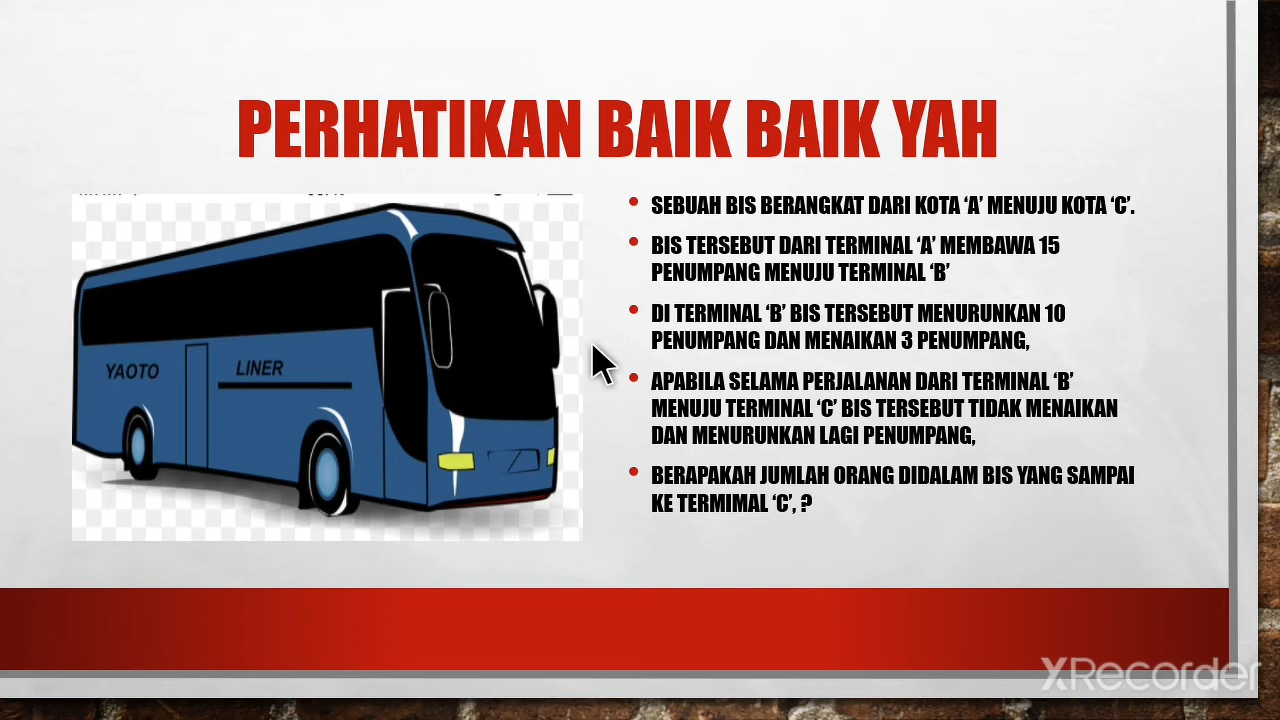 PERHATIKAN BAIK BAIK YAH
SEBUAH BIS BERANGKAT DARI KOTA ‘A’ MENUJU KOTA ‘C’.
BIS TERSEBUT DARI TERMINAL ‘A’ MEMBAWA 15
PENUMPANG MENUJU TERMINAL ‘B’
DI TERMINAL ‘B’ BIS TERSEBUT MENURUNKAN 10
PENUMPANG DAN MENAIKAN 3 PENUMPANG,
APABILA SELAMA PERJALANAN DARI TERMINAL ‘B’
MENUJU TERMINAL ‘C’ BIS TERSEBUT TIDAK MENAIKAN
DAN MENURUNKAN LAGI PENUMPANG,
BERAPAKAH JUMLAH ORANG DIDALAM BIS YANG SAMPAI
KE TERMIMAL ‘C’, ?
YAOTO LINER
XRecorder